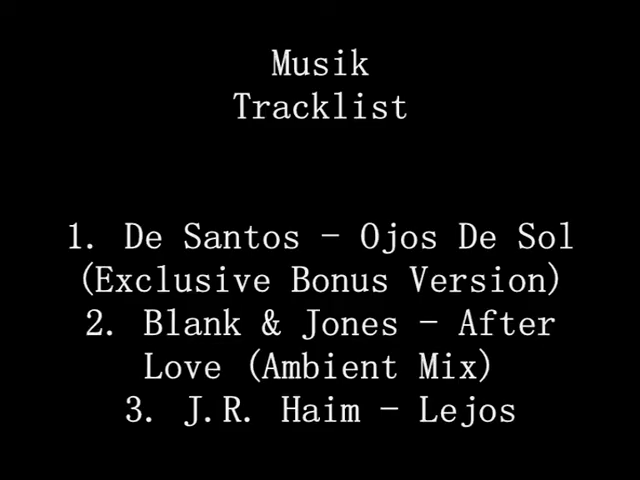 Musik
Tracklist
1. De Santos - Ojos De Sol
(Exclusive Bonus Version)
2. Blank & Jones - After
Love (Ambient Mix)
3. J.R. Haim - Lejos